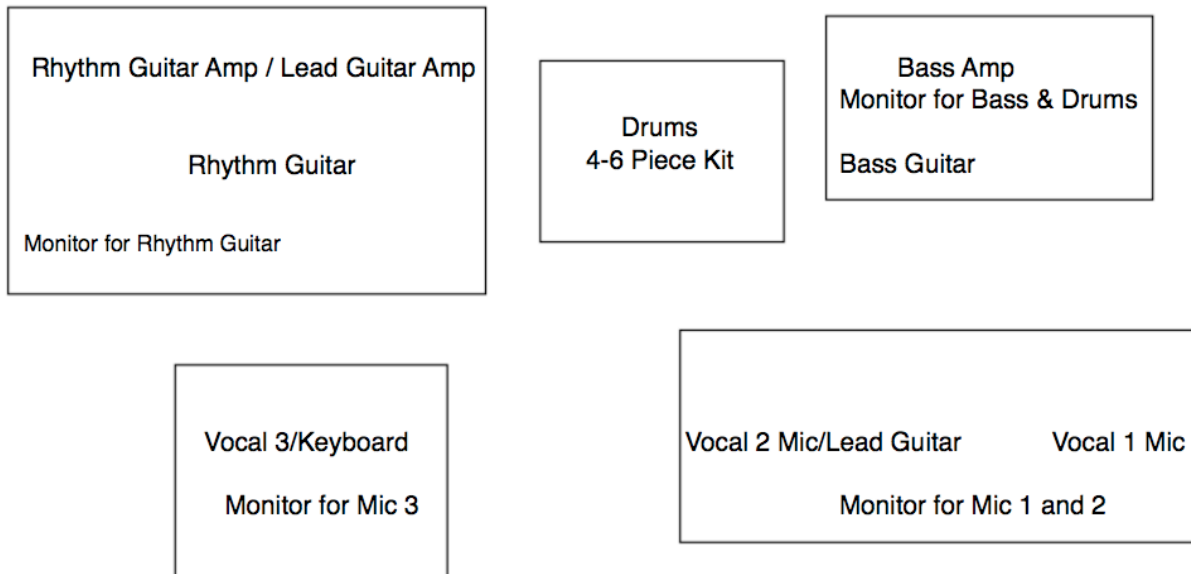 Rhythm Guitar Amp / Lead Guitar Amp
Rhythm Guitar
Monitor for Rhythm Guitar
Drums
4-6 Piece Kit
Bass Amp
Monitor for Bass & Drums
Bass Guitar
Vocal 3/Keyboard
Monitor for Mic 3
Vocal 2 Mic/Lead Guitar Vocal 1 Mic
Monitor for Mic 1 and 2